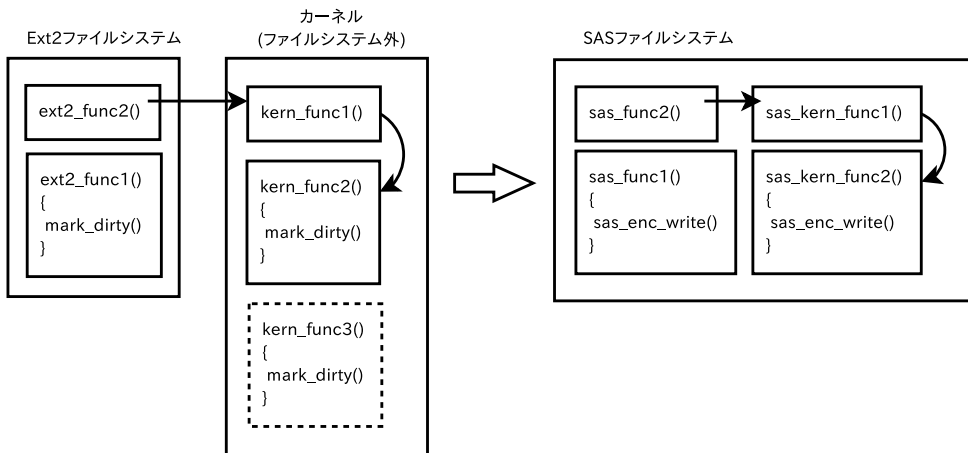 Ext2ファイルシステム
ext2_func2()
ext2_func1()
{
mark_dirty()
}
カーネル
(ファイルシステム外)
kern_func1()
kern_func2()
{
mark_dirty()
}
kern_func3()
{
mark_dirty()
}
SASファイルシステム
sas_func2()
sas_func1()
{
sas_enc_write()
}
sas_kern_func1()
sas_kern_func2()
{
sas_enc_write()
}